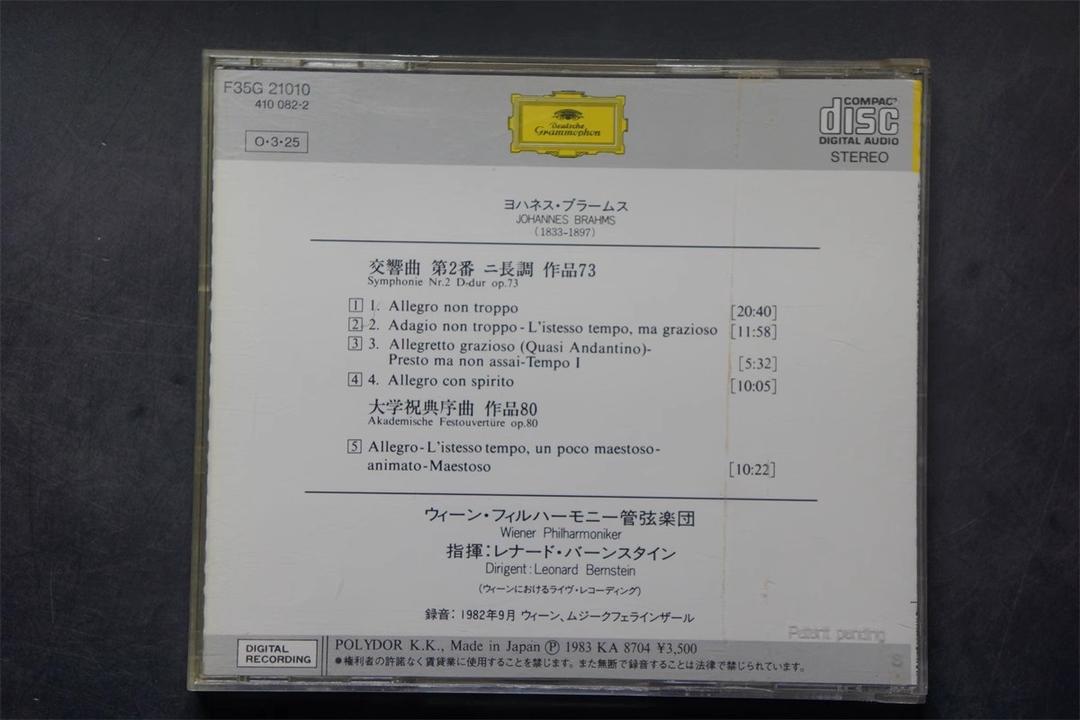 F35G 21010
410 082-2
O・3・25
Deutsche
Grammophon
COMPACT
disc
DIGITAL AUDIO
STEREO
ヨハネス・ブラームス
JOHANNES BRAHMS
(1833-1897)
交響曲 第2番 ニ長調 作品73
Symphonie Nr.2 D-dur op.73
1 1. Allegro non troppo [20:40]
2 2. Adagio non troppo-L'istesso tempo, ma grazioso [11:58]
3 3. Allegretto grazioso (Quasi Andantino)-
Presto ma non assai-Tempo I [5:32]
4 4. Allegro con spirito [10:05]
大学祝典序曲 作品80
Akademische Festouvertüre op.80
5 Allegro-L'istesso tempo, un poco maestoso-
animato-Maestoso [10:22]
ウィーン・フィルハーモニー管弦楽団
Wiener Philharmoniker
指揮:レナード・バーンスタイン
Dirigent:Leonard Bernstein
(ウィーンにおけるライヴ・レコーディング)
録音:1982年9月 ウィーン、ムジークフェラインザール
Patent pending
8
DIGITAL
RECORDING
POLYDOR K.K., Made in Japan Ⓟ 1983 KA 8704 ¥3,500
●権利者の許諾なく賃貸業に使用することを禁じます。また無断で録音することは法律で禁じられています。